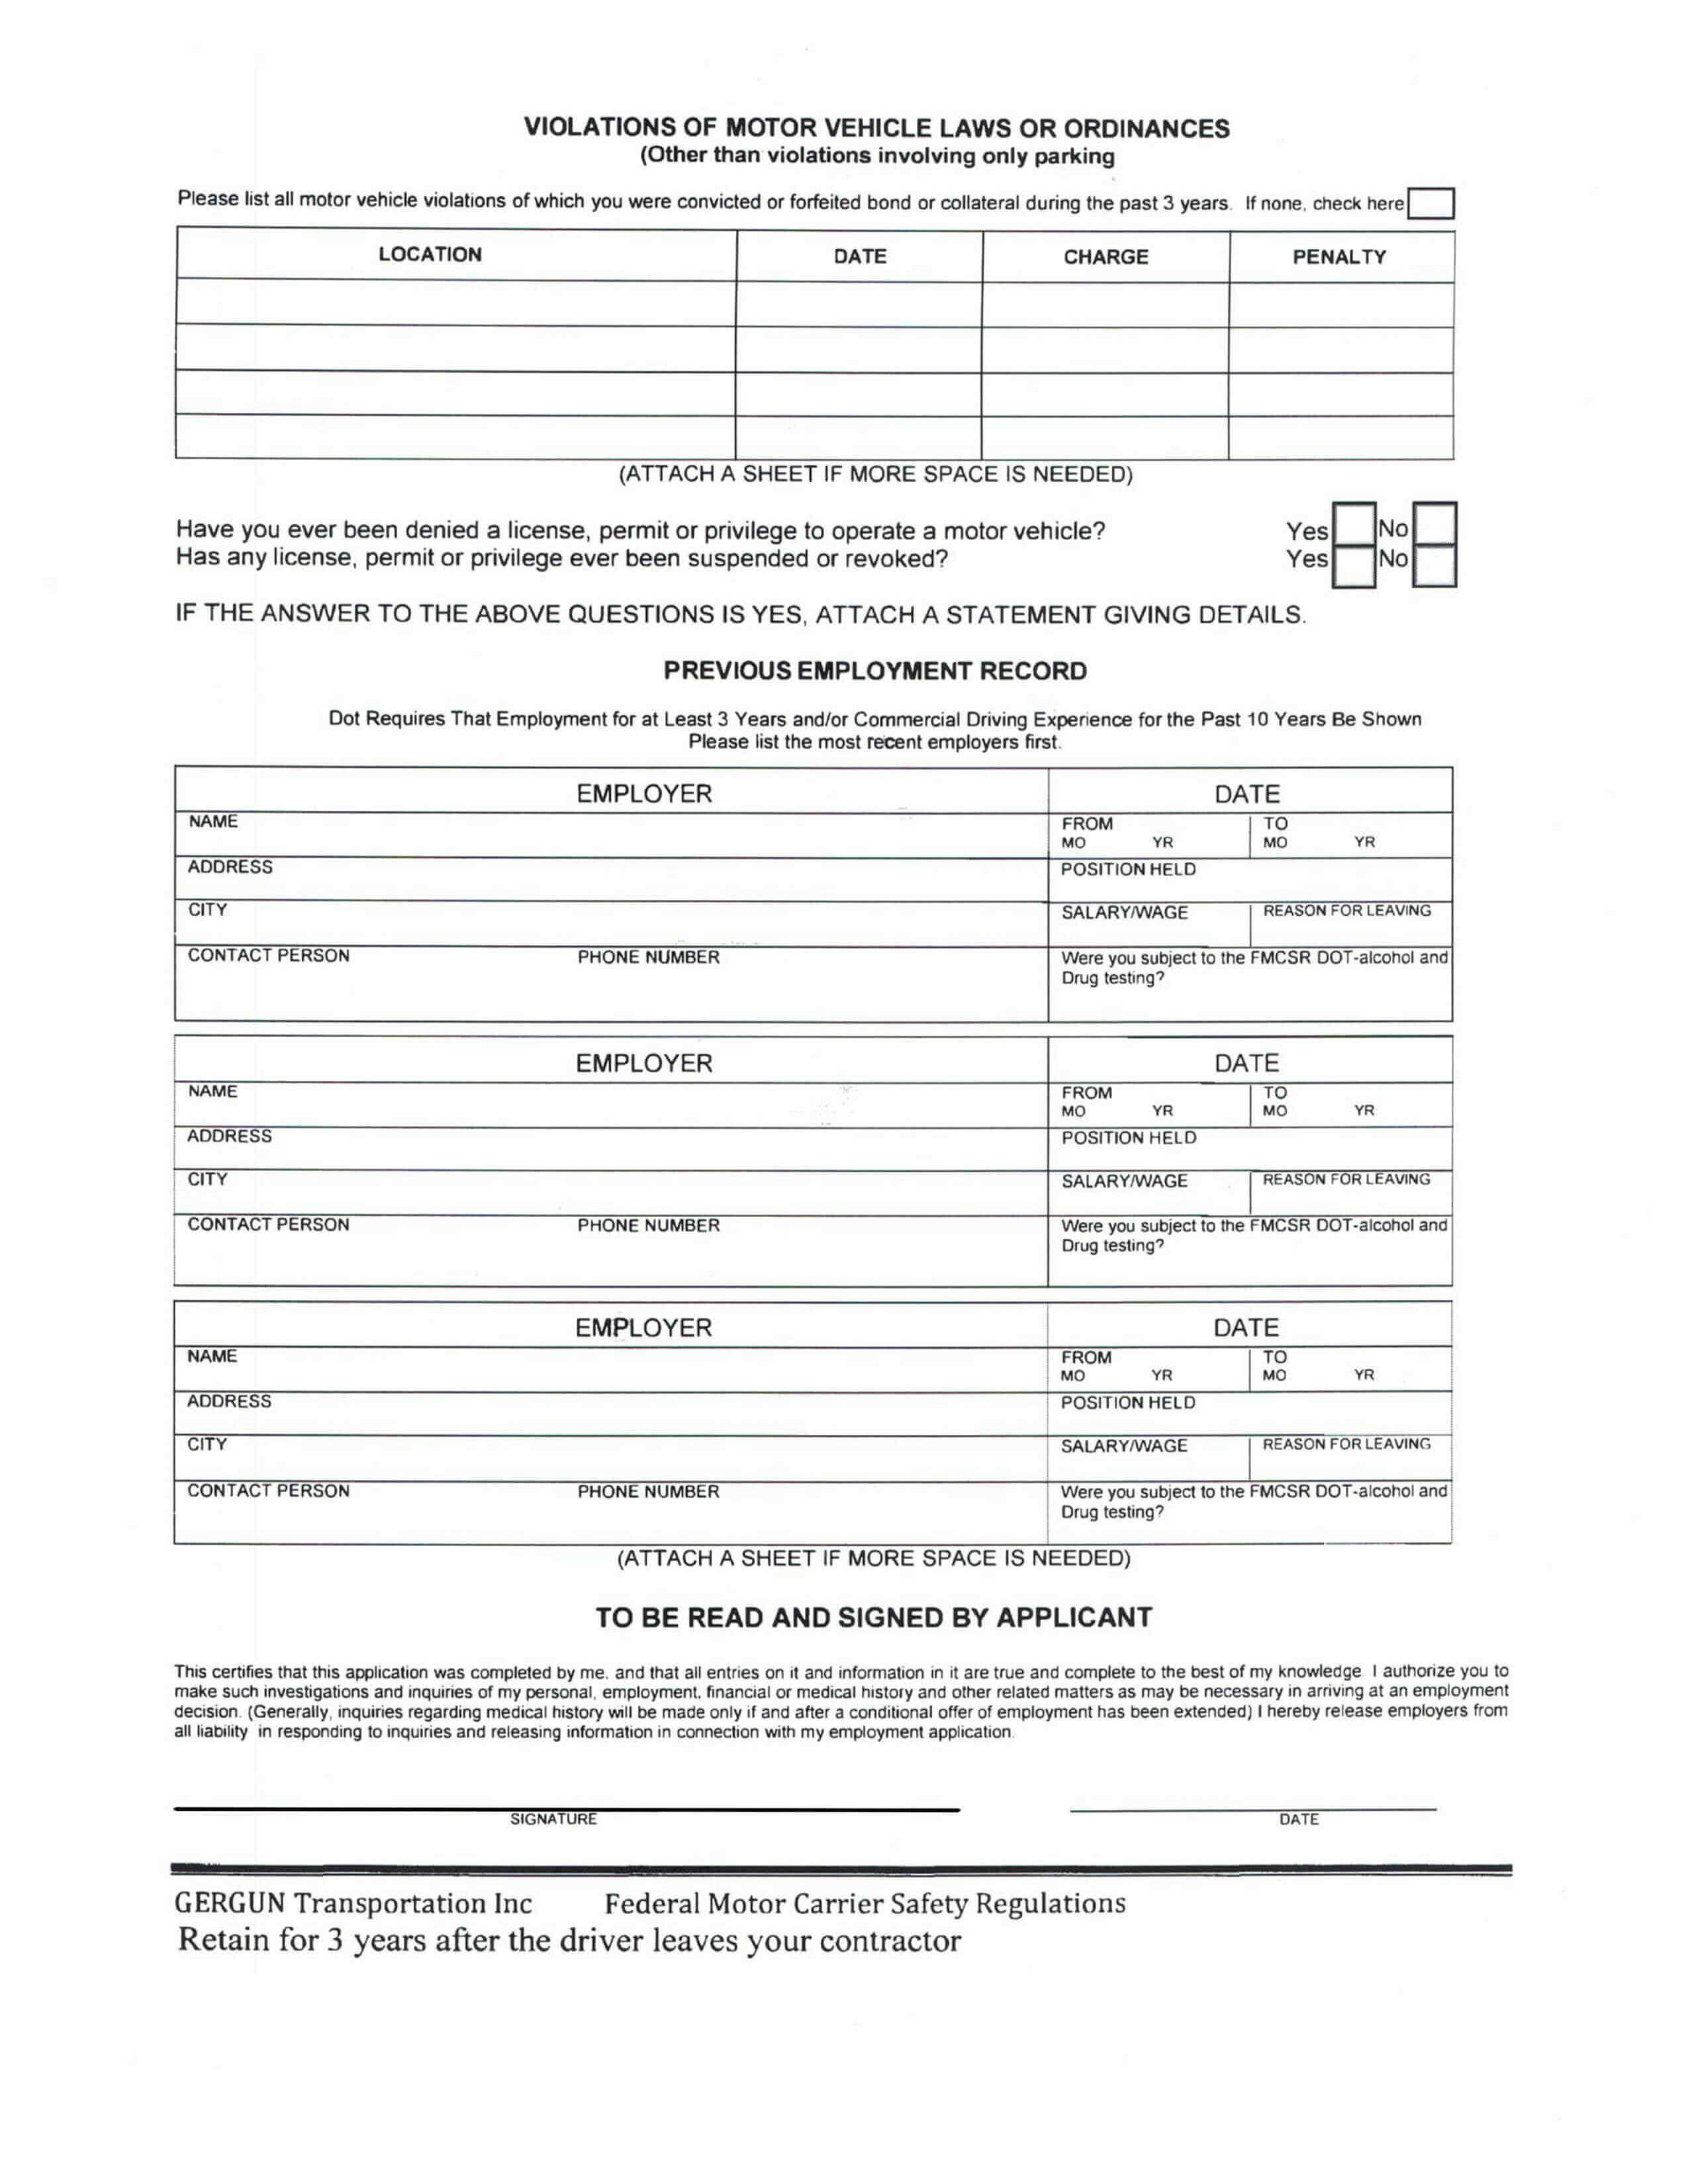 VIOLATIONS OF MOTOR VEHICLE LAWS OR ORDINANCES
(Other than violations involving only parking
Please list all motor vehicle violations of which you were convicted or forfeited bond or collateral during the past 3 years. If none, check here
LOCATION DATE CHARGE PENALTY
(ATTACH A SHEET IF MORE SPACE IS NEEDED)
Have you ever been denied a license, permit or privilege to operate a motor vehicle? Yes No
Has any license, permit or privilege ever been suspended or revoked? Yes No
IF THE ANSWER TO THE ABOVE QUESTIONS IS YES, ATTACH A STATEMENT GIVING DETAILS.
PREVIOUS EMPLOYMENT RECORD
Dot Requires That Employment for at Least 3 Years and/or Commercial Driving Experience for the Past 10 Years Be Shown
Please list the most recent employers first.
EMPLOYER DATE
NAME FROM TO
MO YR MO YR
ADDRESS POSITION HELD
CITY SALARY/WAGE REASON FOR LEAVING
CONTACT PERSON PHONE NUMBER Were you subject to the FMCSR DOT-alcohol and
Drug testing?
EMPLOYER DATE
NAME FROM TO
MO YR MO YR
ADDRESS POSITION HELD
CITY SALARY/WAGE REASON FOR LEAVING
CONTACT PERSON PHONE NUMBER Were you subject to the FMCSR DOT-alcohol and
Drug testing?
EMPLOYER DATE
NAME FROM TO
MO YR MO YR
ADDRESS POSITION HELD
CITY SALARY/WAGE REASON FOR LEAVING
CONTACT PERSON PHONE NUMBER Were you subject to the FMCSR DOT-alcohol and
Drug testing?
(ATTACH A SHEET IF MORE SPACE IS NEEDED)
TO BE READ AND SIGNED BY APPLICANT
This certifies that this application was completed by me, and that all entries on it and information in it are true and complete to the best of my knowledge. I authorize you to
make such investigations and inquiries of my personal, employment, financial or medical history and other related matters as may be necessary in arriving at an employment
decision. (Generally, inquiries regarding medical history will be made only if and after a conditional offer of employment has been extended) I hereby release employers from
all liability in responding to inquiries and releasing information in connection with my employment application.
SIGNATURE DATE
GERGUN Transportation Inc Federal Motor Carrier Safety Regulations
Retain for 3 years after the driver leaves your contractor